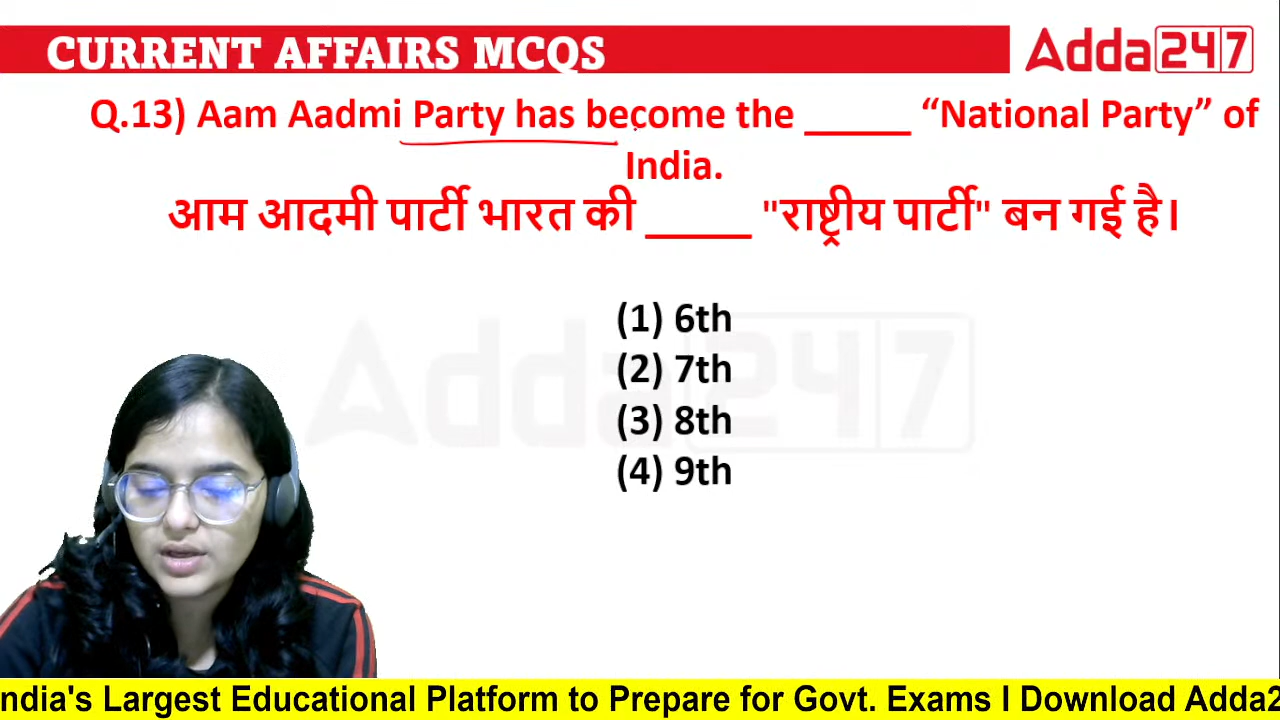 CURRENT AFFAIRS MCQS
Adda247
Q.13) Aam Aadmi Party has become the _____ “National Party” of
India.
आम आदमी पार्टी भारत की _____ "राष्ट्रीय पार्टी" बन गई है।
(1) 6th
(2) 7th
(3) 8th
(4) 9th
Adda247
ndia's Largest Educational Platform to Prepare for Govt. Exams I Download Adda2